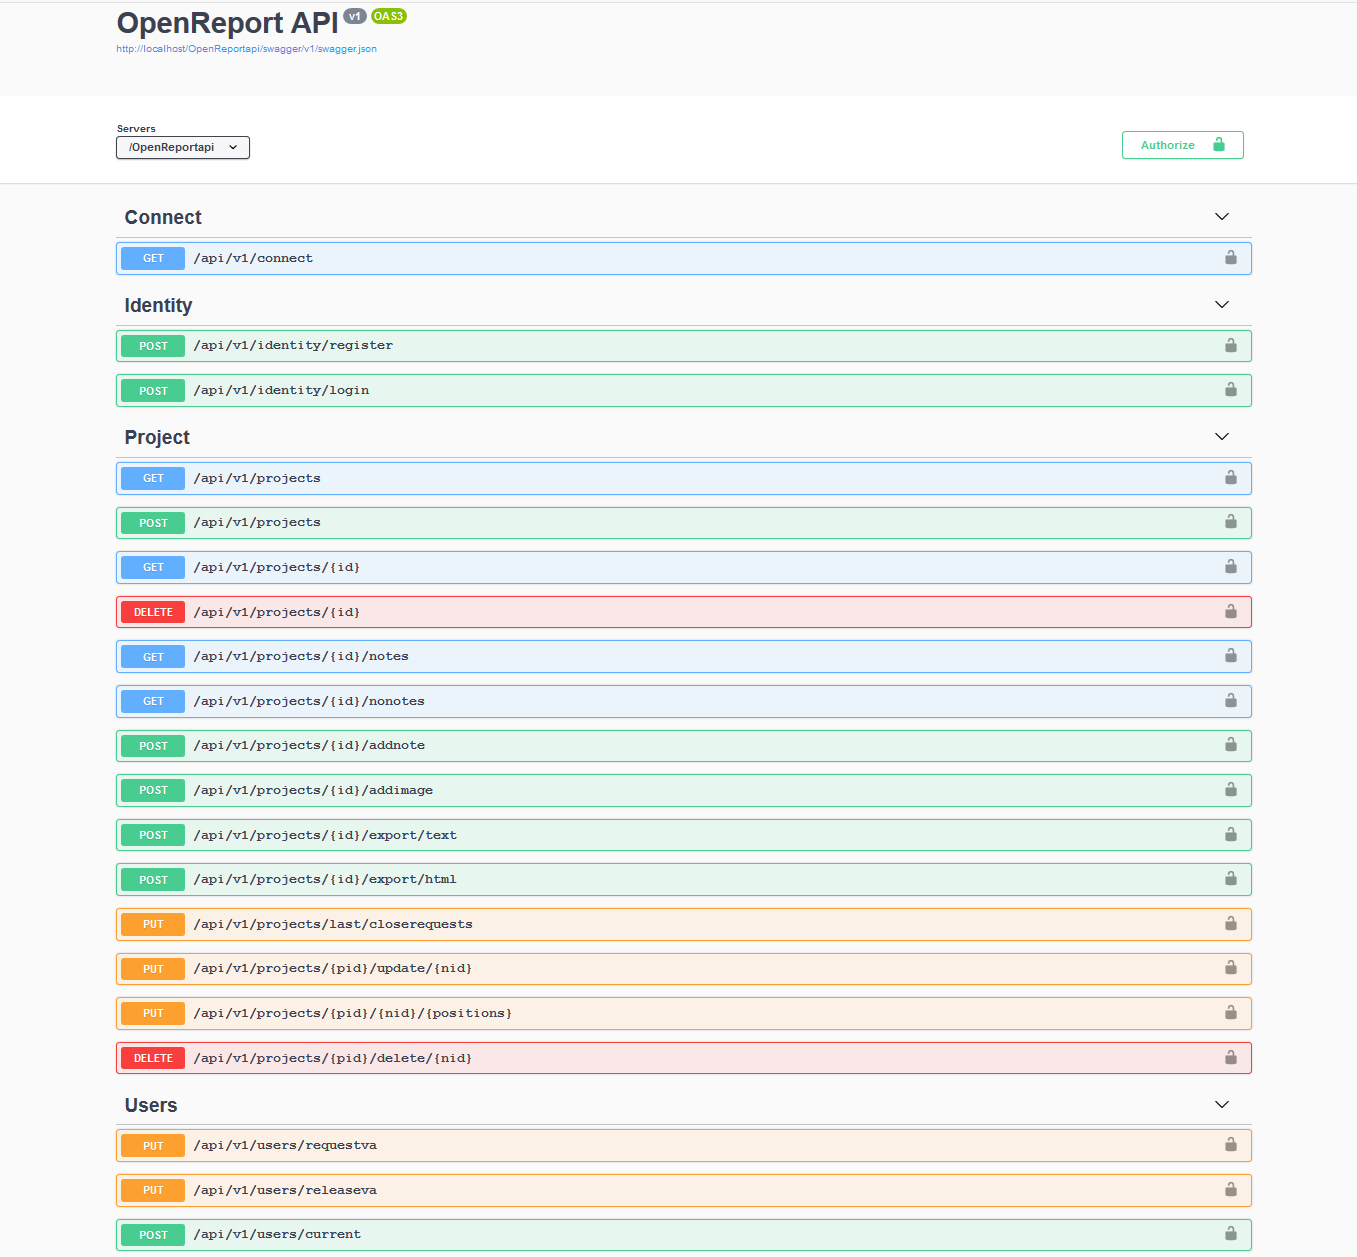 OpenReport API v1 OAS3
http://localhost/OpenReportapi/swagger/v1/swagger.json
Servers
/OpenReportapi
Authorize
Connect
GET /api/v1/connect
Identity
POST /api/v1/identity/register
POST /api/v1/identity/login
Project
GET /api/v1/projects
POST /api/v1/projects
GET /api/v1/projects/{id}
DELETE /api/v1/projects/{id}
GET /api/v1/projects/{id}/notes
GET /api/v1/projects/{id}/nonotes
POST /api/v1/projects/{id}/addnote
POST /api/v1/projects/{id}/addimage
POST /api/v1/projects/{id}/export/text
POST /api/v1/projects/{id}/export/html
PUT /api/v1/projects/last/closerequests
PUT /api/v1/projects/{pid}/update/{nid}
PUT /api/v1/projects/{pid}/{nid}/{positions}
DELETE /api/v1/projects/{pid}/delete/{nid}
Users
PUT /api/v1/users/requestva
PUT /api/v1/users/releaseva
POST /api/v1/users/current